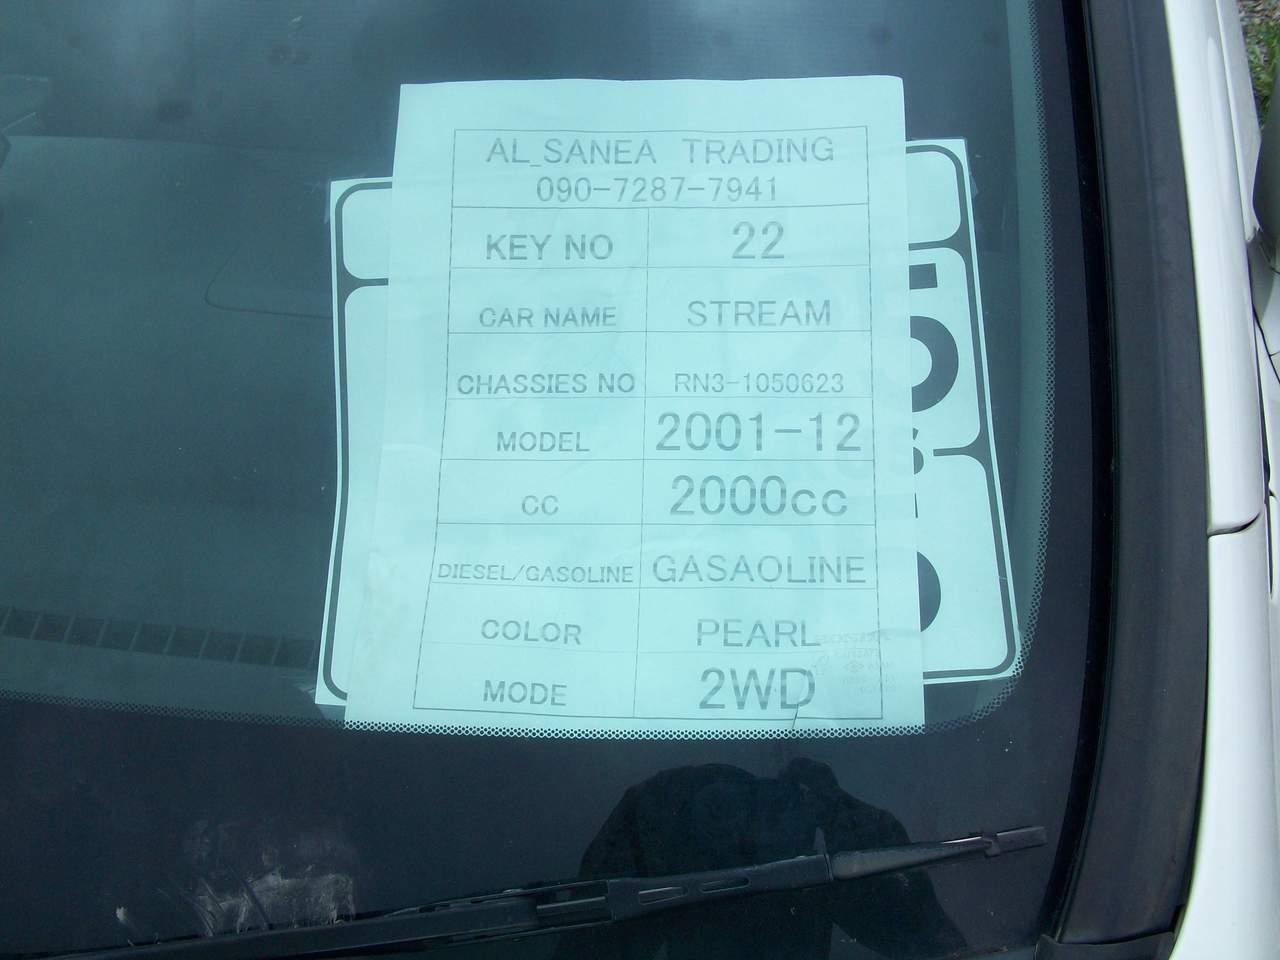 AL_SANEA TRADING
090-7287-7941
KEY NO 22
CAR NAME STREAM
CHASSIES NO RN3-1050623
MODEL 2001-12
CC 2000cc
DIESEL/GASOLINE GASAOLINE
COLOR PEARL
MODE 2WD